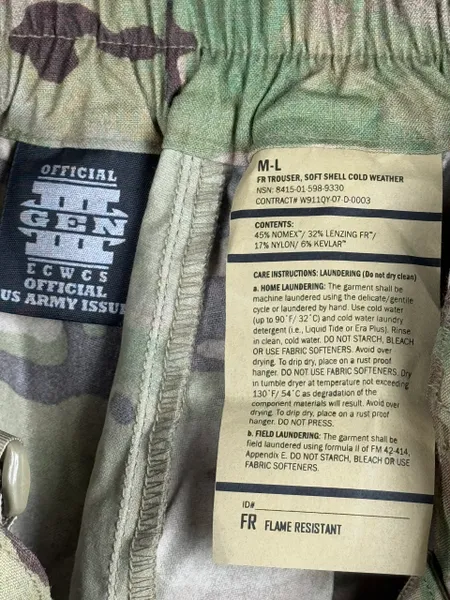 OFFICIAL
III
GEN
ECWCS
OFFICIAL
US ARMY ISSUE
M-L
FR TROUSER, SOFT SHELL COLD WEATHER
NSN: 8415-01-598-9330
CONTRACT# W911QY-07-D-0003
CONTENTS:
45% NOMEX™/ 32% LENZING FR™/
17% NYLON/ 6% KEVLAR™
CARE INSTRUCTIONS: LAUNDERING (Do not dry clean)
a. HOME LAUNDERING: The garment shall be
machine laundered using the delicate/gentle
cycle or laundered by hand. Use cold water
(up to 90˚F/ 32˚C) and cold water laundry
detergent (i.e., Liquid Tide or Era Plus). Rinse
in clean, cold water. DO NOT STARCH, BLEACH
OR USE FABRIC SOFTENERS. Avoid over
drying. To drip dry, place on a rust proof
hanger. DO NOT USE FABRIC SOFTENERS. Dry
in tumble dryer at temperature not exceeding
130˚F/ 54˚C as degradation of the
component materials will result. Avoid over
drying. To drip dry, place on a rust proof
hanger. DO NOT PRESS.
b. FIELD LAUNDERING: The garment shall be
field laundered using formula II of FM 42-414,
Appendix E. DO NOT STARCH, BLEACH OR USE
FABRIC SOFTENERS.
ID#
FR FLAME RESISTANT